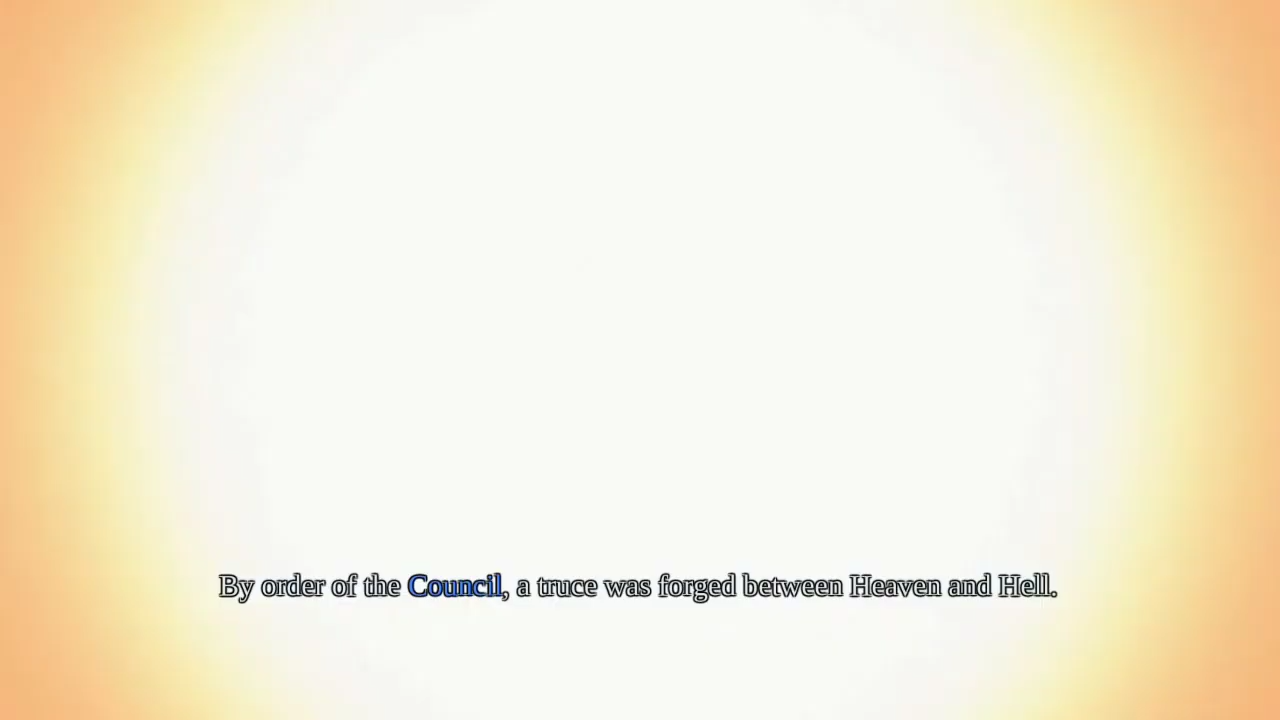 By order of the Council, a truce was forged between Heaven and Hell.